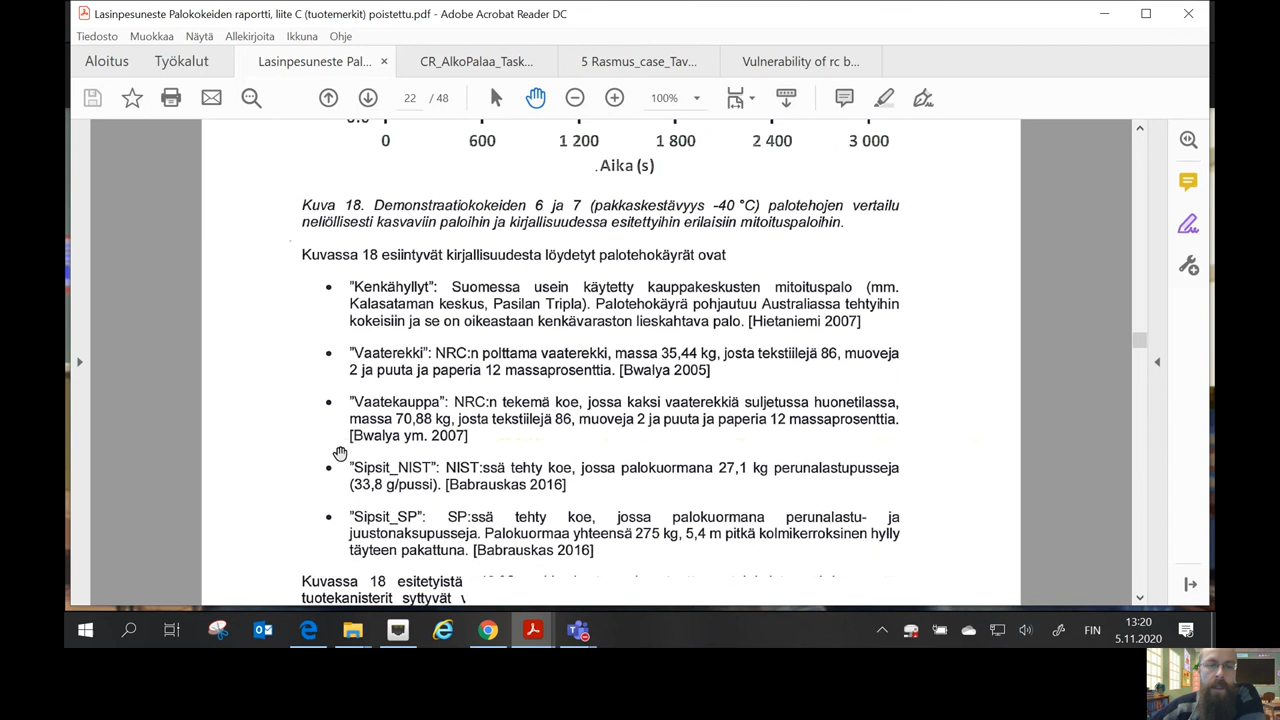 Lasinpesuneste Palokokeiden raportti, liite C (tuotemerkit) poistettu.pdf - Adobe Acrobat Reader DC
Tiedosto Muokkaa Näytä Allekirjoita Ikkuna Ohje
Aloitus Työkalut Lasinpesuneste Pal... × CR_AlkoPalaa_Task... 5 Rasmus_case_Tav... Vulnerability of rc b...
22 / 48 100%
0 600 1 200 1 800 2 400 3 000
.Aika (s)
Kuva 18. Demonstraatiokokeiden 6 ja 7 (pakkaskestävyys -40 °C) palotehojen vertailu
neliöllisesti kasvaviin paloihin ja kirjallisuudessa esitettyihin erilaisiin mitoituspaloihin.
Kuvassa 18 esiintyvät kirjallisuudesta löydetyt palotehokäyrät ovat
• "Kenkähyllyt": Suomessa usein käytetty kauppakeskusten mitoituspalo (mm.
Kalasataman keskus, Pasilan Tripla). Palotehokäyrä pohjautuu Australiassa tehtyihin
kokeisiin ja se on oikeastaan kenkävaraston lieskahtava palo. [Hietaniemi 2007]
• "Vaaterekki": NRC:n polttama vaaterekki, massa 35,44 kg, josta tekstiilejä 86, muoveja
2 ja puuta ja paperia 12 massaprosenttia. [Bwalya 2005]
• "Vaatekauppa": NRC:n tekemä koe, jossa kaksi vaaterekkiä suljetussa huonetilassa,
massa 70,88 kg, josta tekstiilejä 86, muoveja 2 ja puuta ja paperia 12 massaprosenttia.
[Bwalya ym. 2007]
• "Sipsit_NIST": NIST:ssä tehty koe, jossa palokuormana 27,1 kg perunalastupusseja
(33,8 g/pussi). [Babrauskas 2016]
• "Sipsit_SP": SP:ssä tehty koe, jossa palokuormana perunalastu- ja
juustonaksupusseja. Palokuormaa yhteensä 275 kg, 5,4 m pitkä kolmikerroksinen hylly
täyteen pakattuna. [Babrauskas 2016]
Kuvassa 18 esitetyistä
tuotekanisterit syttyvät
FIN 13:20
5.11.2020